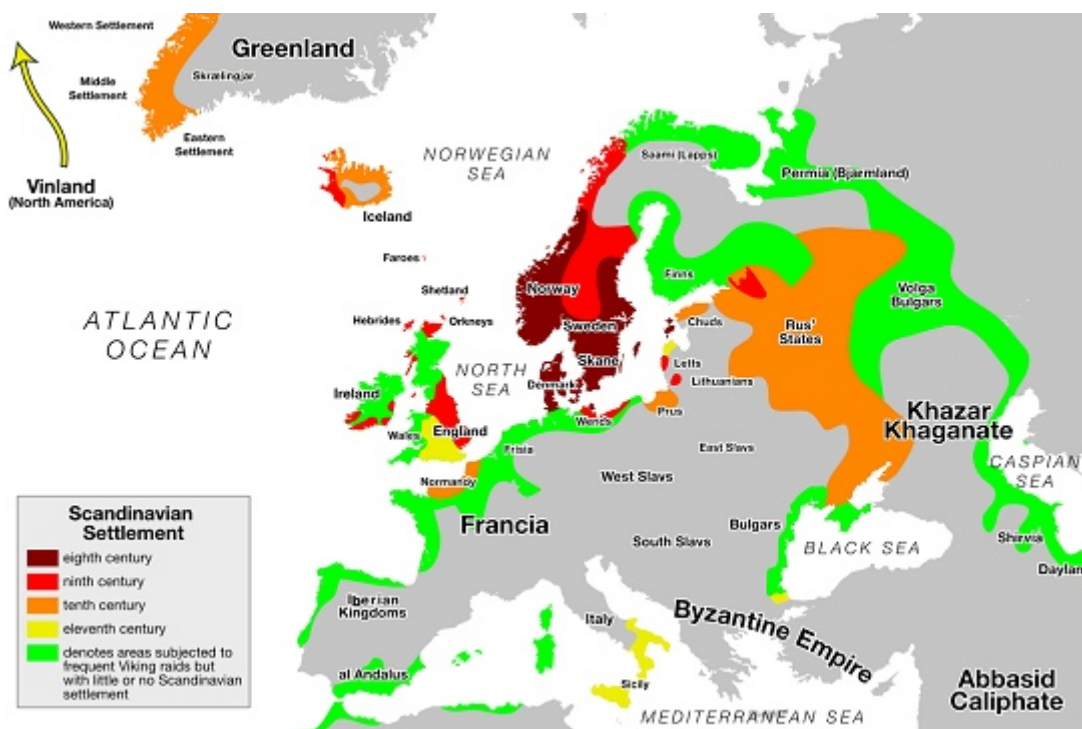 Western Settlement
Greenland
Skrælingjar
Middle
Settlement
Eastern
Settlement
Vinland
(North America)
NORWEGIAN
SEA
Iceland
Faroes
Shetland
Hebrides
Orkneys
ATLANTIC
OCEAN
NORTH
SEA
Saami (Lapps)
Permia (Bjarmland)
Finns
Volga
Bulgars
Norway
Sweden
Skane
Denmark
Chuds
Rus'
States
Letts
Lithuanians
Ireland
Wales
England
Frisia
Wends
Prus
Khazar
Khaganate
CASPIAN
SEA
East Slavs
West Slavs
Normandy
Francia
South Slavs
Bulgars
BLACK SEA
Shirvia
Daylam
Iberian
Kingdoms
Italy
Byzantine Empire
al Andalus
Sicily
MEDITERRANEAN SEA
Abbasid
Caliphate
Scandinavian
Settlement
eighth century
ninth century
tenth century
eleventh century
denotes areas subjected to
frequent Viking raids but
with little or no Scandinavian
settlement